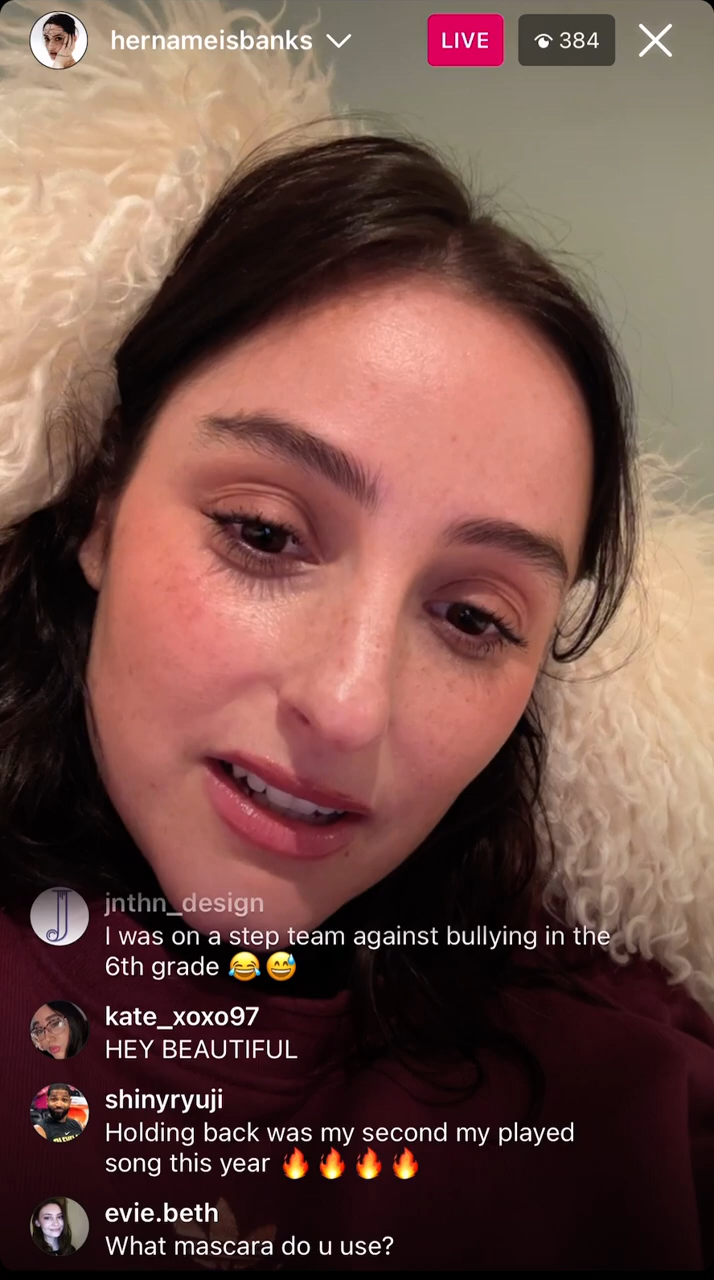 hernameisbanks
LIVE
384
jnthn_design
I was on a step team against bullying in the
6th grade 😂😅
kate_xoxo97
HEY BEAUTIFUL
shinyryuji
Holding back was my second my played
song this year 🔥🔥🔥🔥
evie.beth
What mascara do u use?